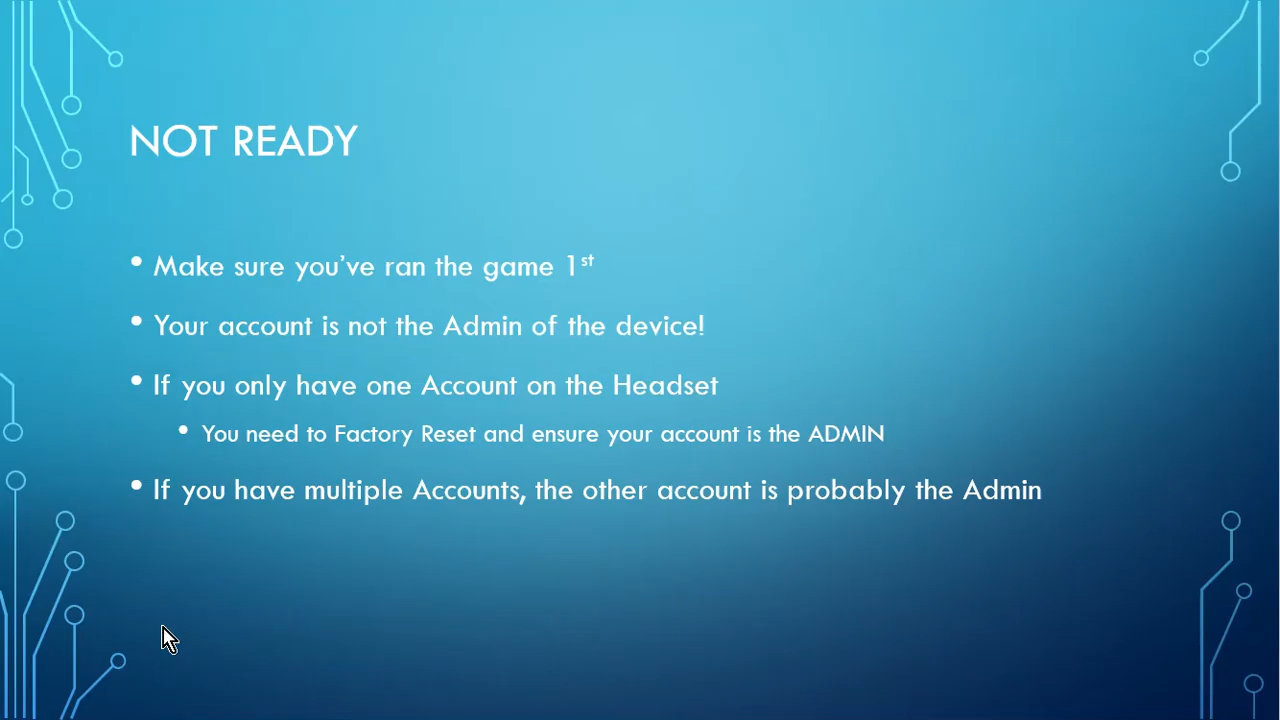 NOT READY
• Make sure you've ran the game 1st
• Your account is not the Admin of the device!
• If you only have one Account on the Headset
• You need to Factory Reset and ensure your account is the ADMIN
• If you have multiple Accounts, the other account is probably the Admin